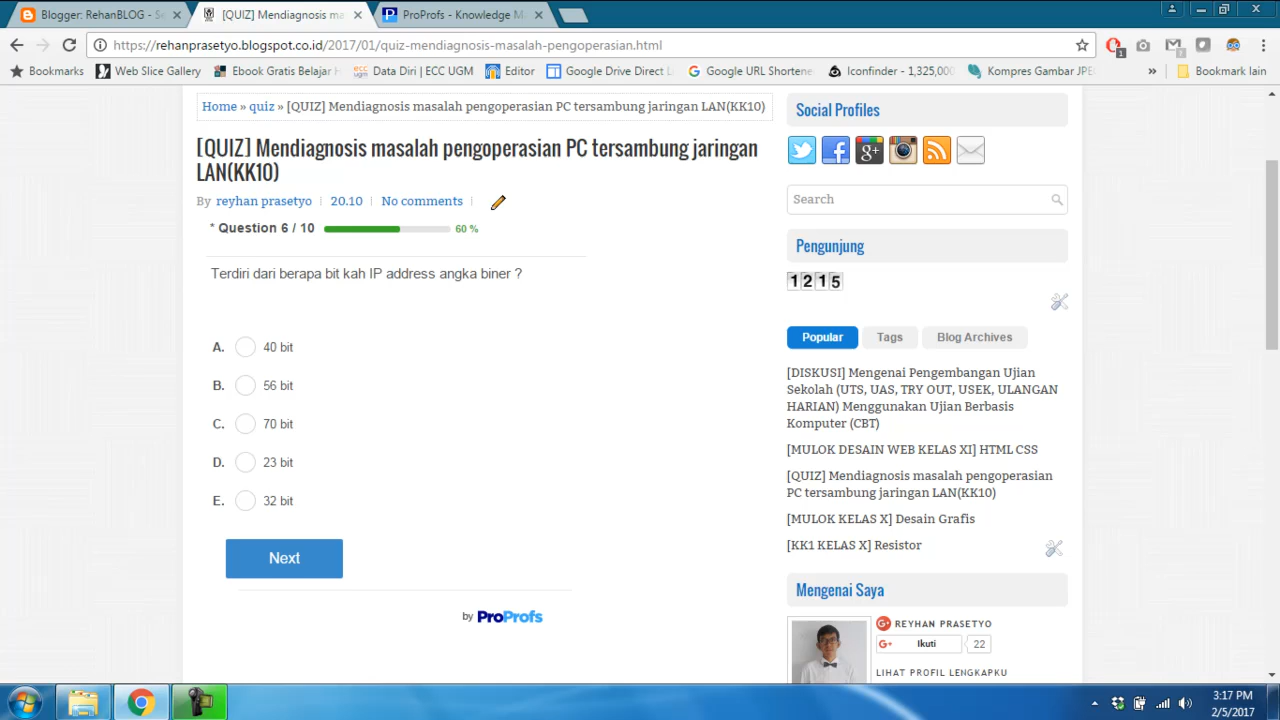 Blogger: RehanBLOG - Se
[QUIZ] Mendiagnosis ma
ProProfs - Knowledge M
https://rehanprasetyo.blogspot.co.id/2017/01/quiz-mendiagnosis-masalah-pengoperasian.html
Bookmarks
Web Slice Gallery
Ebook Gratis Belajar
Data Diri | ECC UGM
Editor
Google Drive Direct L
Google URL Shortene
Iconfinder - 1,325,000
Kompres Gambar JPE
Bookmark lain
Home » quiz » [QUIZ] Mendiagnosis masalah pengoperasian PC tersambung jaringan LAN(KK10)
[QUIZ] Mendiagnosis masalah pengoperasian PC tersambung jaringan
LAN(KK10)
By reyhan prasetyo 20.10 No comments
* Question 6 / 10 60 %
Terdiri dari berapa bit kah IP address angka biner ?
A. 40 bit
B. 56 bit
C. 70 bit
D. 23 bit
E. 32 bit
Next
by ProProfs
Social Profiles
Search
Pengunjung
1215
Popular Tags Blog Archives
[DISKUSI] Mengenai Pengembangan Ujian
Sekolah (UTS, UAS, TRY OUT, USEK, ULANGAN
HARIAN) Menggunakan Ujian Berbasis
Komputer (CBT)
[MULOK DESAIN WEB KELAS XI] HTML CSS
[QUIZ] Mendiagnosis masalah pengoperasian
PC tersambung jaringan LAN(KK10)
[MULOK KELAS X] Desain Grafis
[KK1 KELAS X] Resistor
Mengenai Saya
REYHAN PRASETYO
G+ Ikuti 22
LIHAT PROFIL LENGKAPKU
3:17 PM
2/5/2017